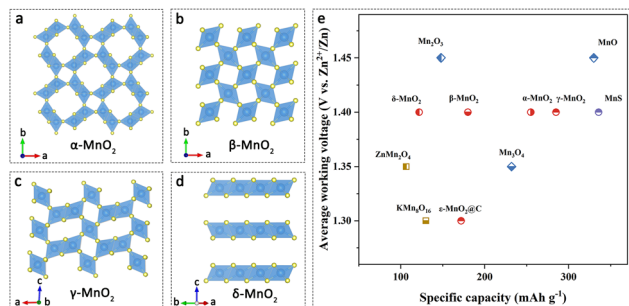 a
b
a
α-MnO₂
b
b
a
β-MnO₂
c
c
a
b
γ-MnO₂
d
c
b
a
δ-MnO₂
e
Average working voltage (V vs. Zn²⁺/Zn)
1.45
1.40
1.35
1.30
Mn₂O₃
MnO
δ-MnO₂
β-MnO₂
α-MnO₂
γ-MnO₂
MnS
ZnMn₂O₄
Mn₃O₄
KMn₈O₁₆
ε-MnO₂@C
100
200
300
Specific capacity (mAh g⁻¹)